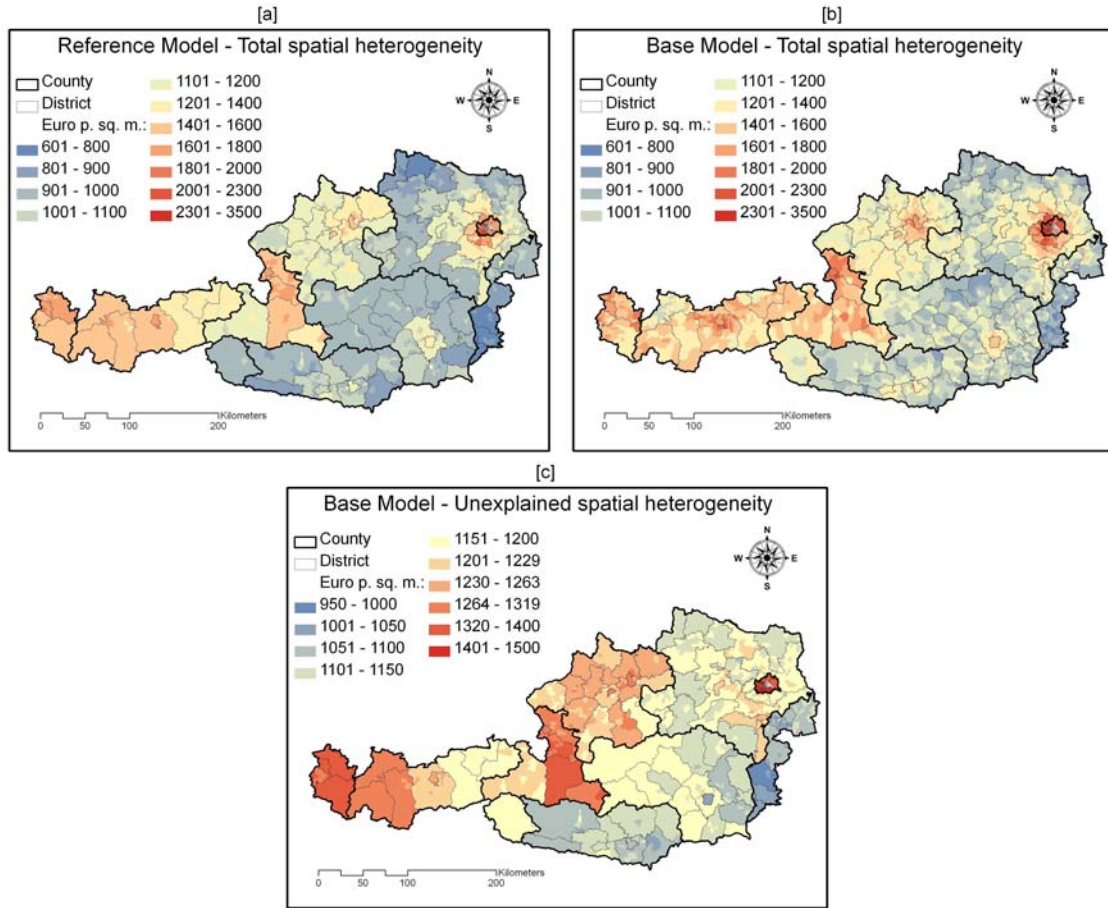 [a]
Reference Model - Total spatial heterogeneity
County
District
Euro p. sq. m.:
601 - 800
801 - 900
901 - 1000
1001 - 1100
1101 - 1200
1201 - 1400
1401 - 1600
1601 - 1800
1801 - 2000
2001 - 2300
2301 - 3500
N
W E
S
Kilometers
0 50 100 200
[b]
Base Model - Total spatial heterogeneity
County
District
Euro p. sq. m.:
601 - 800
801 - 900
901 - 1000
1001 - 1100
1101 - 1200
1201 - 1400
1401 - 1600
1601 - 1800
1801 - 2000
2001 - 2300
2301 - 3500
N
W E
S
Kilometers
0 50 100 200
[c]
Base Model - Unexplained spatial heterogeneity
County
District
Euro p. sq. m.:
950 - 1000
1001 - 1050
1051 - 1100
1101 - 1150
1151 - 1200
1201 - 1229
1230 - 1263
1264 - 1319
1320 - 1400
1401 - 1500
N
W E
S
Kilometers
0 50 100 200